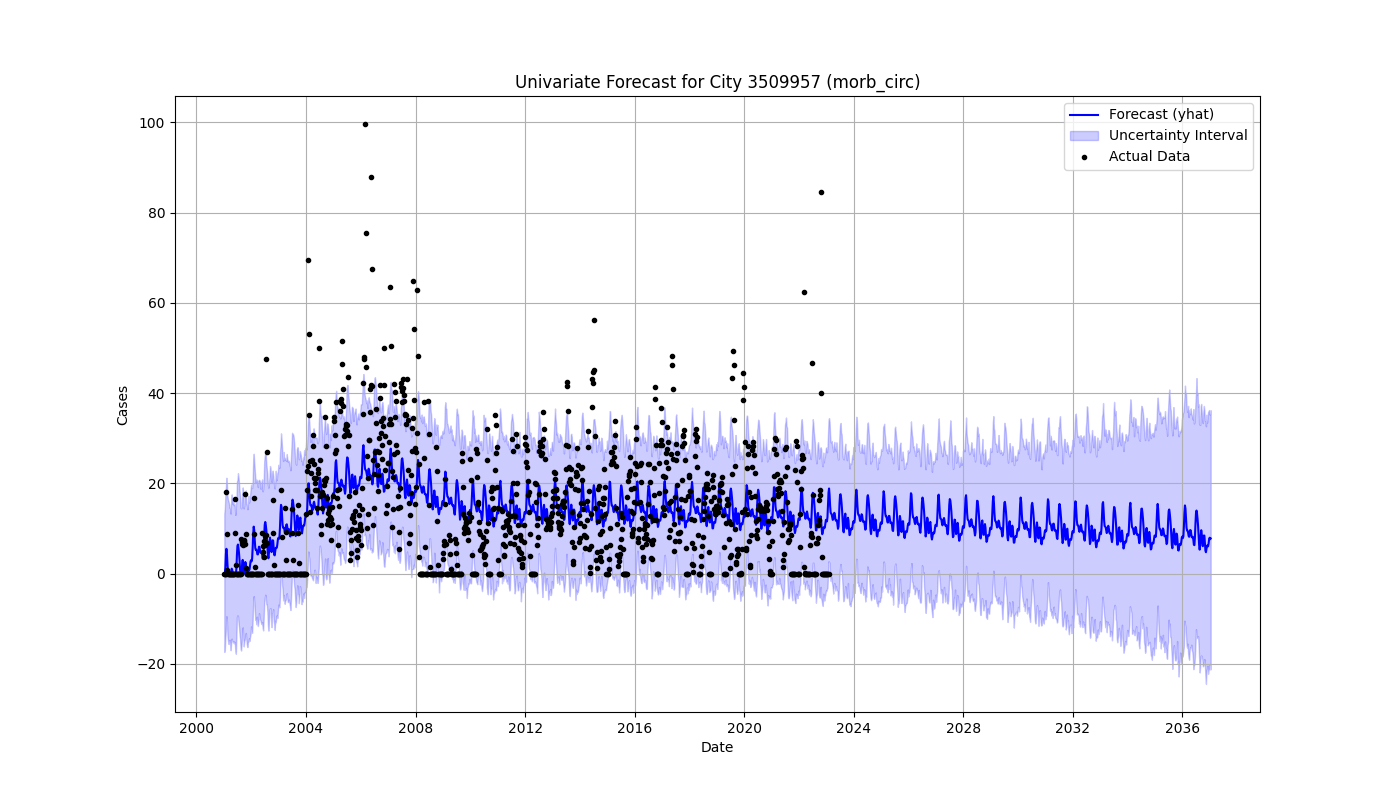 Univariate Forecast for City 3509957 (morb_circ)
Forecast (yhat)
Uncertainty Interval
Actual Data
100
80
60
40
20
0
−20
Cases
2000 2004 2008 2012 2016 2020 2024 2028 2032 2036
Date